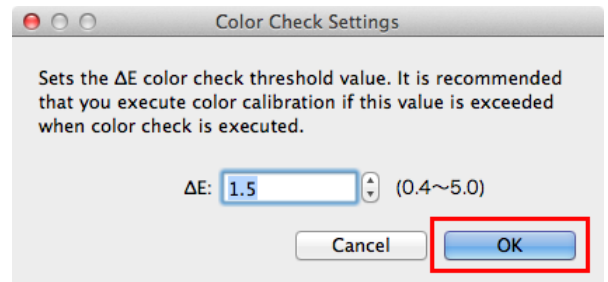 Color Check Settings
Sets the ΔE color check threshold value. It is recommended
that you execute color calibration if this value is exceeded
when color check is executed.
ΔE: 1.5 (0.4～5.0)
Cancel OK